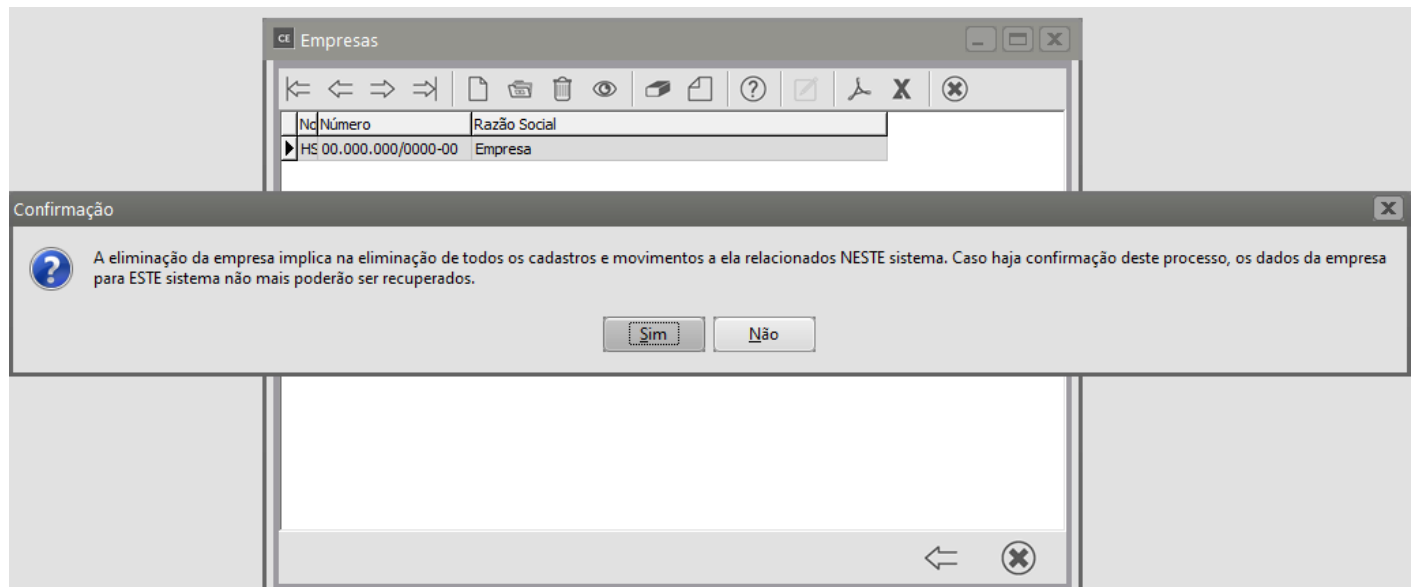 CE Empresas
No Número Razão Social
HS 00.000.000/0000-00 Empresa
Confirmação
A eliminação da empresa implica na eliminação de todos os cadastros e movimentos a ela relacionados NESTE sistema. Caso haja confirmação deste processo, os dados da empresa
para ESTE sistema não mais poderão ser recuperados.
Sim Não